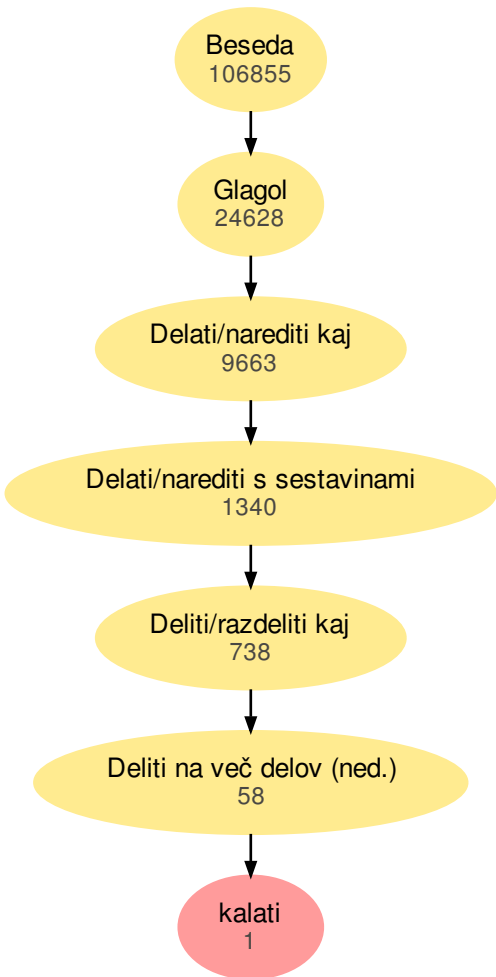 Beseda
106855
Glagol
24628
Delati/narediti kaj
9663
Delati/narediti s sestavinami
1340
Deliti/razdeliti kaj
738
Deliti na več delov (ned.)
58
kalati
1